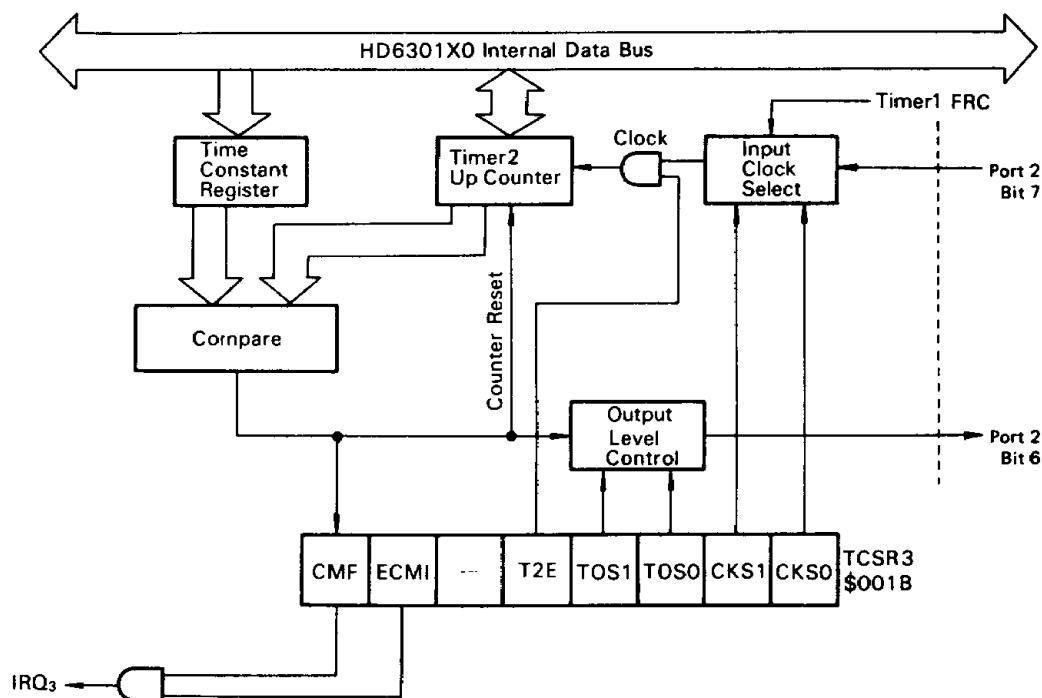 HD6301X0 Internal Data Bus
Timer1 FRC
Time
Constant
Register
Timer2
Up Counter
Clock
Input
Clock
Select
Port 2
Bit 7
Compare
Counter Reset
Output
Level
Control
Port 2
Bit 6
CMF ECMI --- T2E TOS1 TOS0 CKS1 CKS0
TCSR3
$001B
IRQ₃